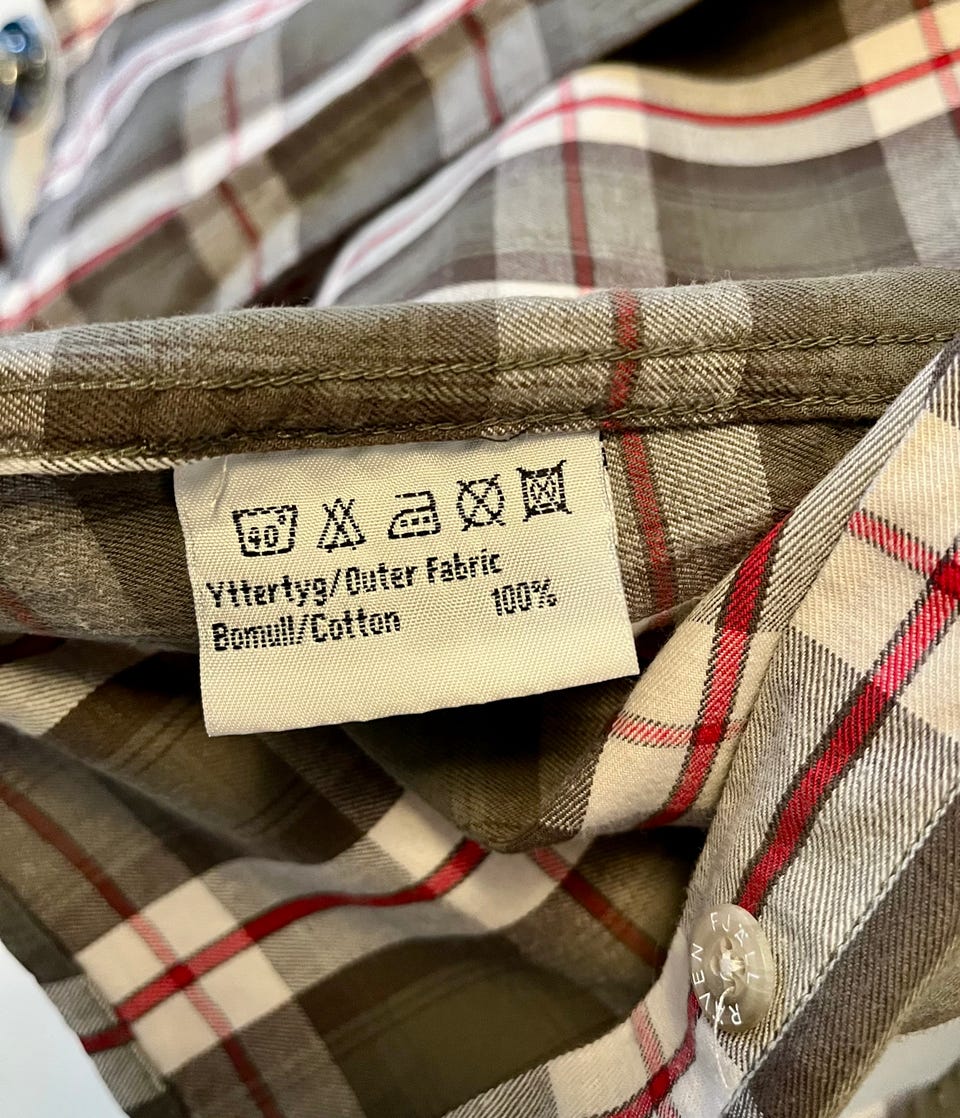 40
Yttertyg/Outer Fabric
Bomull/Cotton 100%
FJÄLL
RÄVEN